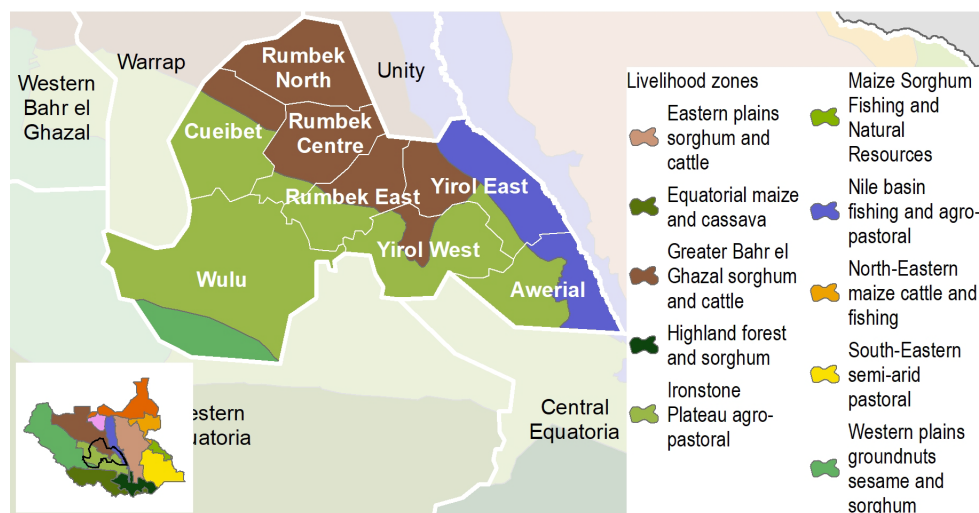 Rumbek
North
Warrap
Unity
Western
Bahr el
Ghazal
Cueibet
Rumbek
Centre
Rumbek East
Yirol East
Yirol West
Wulu
Awerial
estern
quatoria
Central
Equatoria
Livelihood zones
Eastern plains
sorghum and
cattle
Equatorial maize
and cassava
Greater Bahr el
Ghazal sorghum
and cattle
Highland forest
and sorghum
Ironstone
Plateau agro-
pastoral
Maize Sorghum
Fishing and
Natural
Resources
Nile basin
fishing and agro-
pastoral
North-Eastern
maize cattle and
fishing
South-Eastern
semi-arid
pastoral
Western plains
groundnuts
sesame and
sorghum